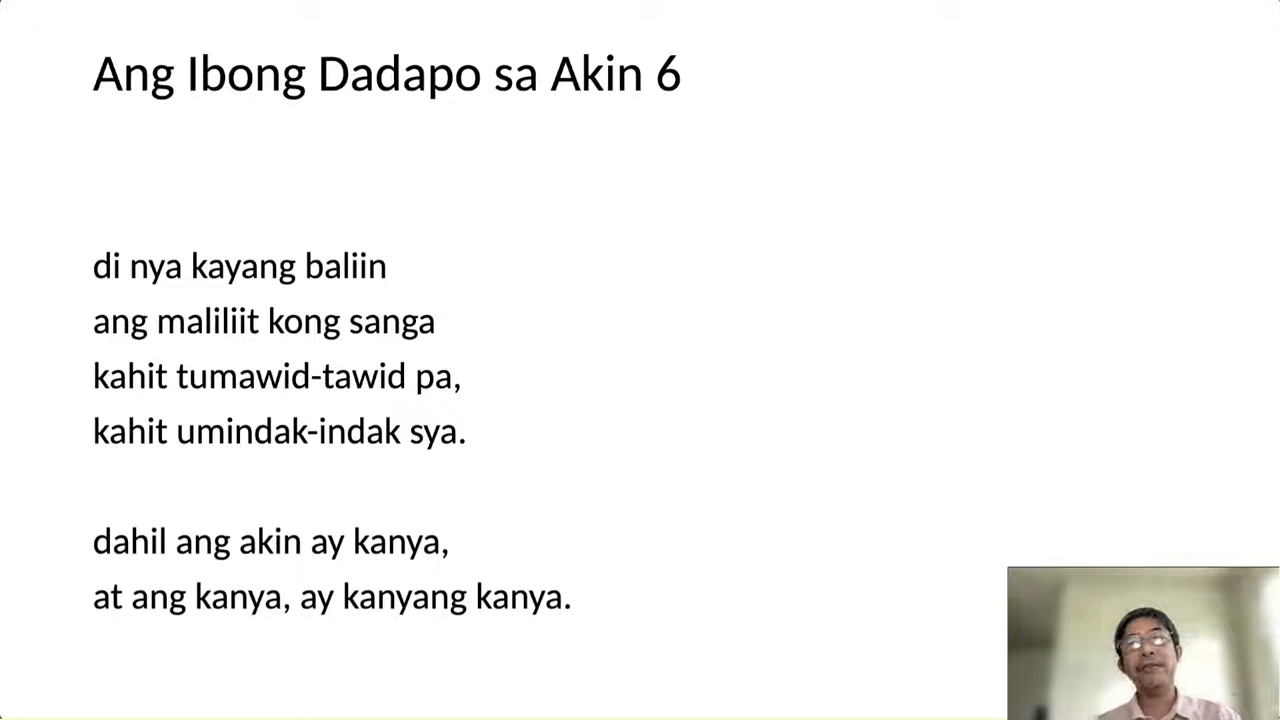 Ang Ibong Dadapo sa Akin 6
di nya kayang baliin
ang maliliit kong sanga
kahit tumawid-tawid pa,
kahit umindak-indak sya.
dahil ang akin ay kanya,
at ang kanya, ay kanyang kanya.